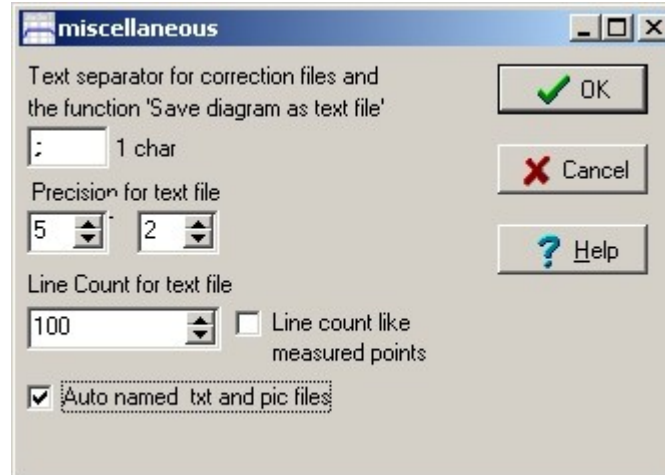 miscellaneous
Text separator for correction files and
the function 'Save diagram as text file'
; 1 char
Precision for text file
5 2
Line Count for text file
100
Line count like
measured points
Auto named txt and pic files
OK
Cancel
Help